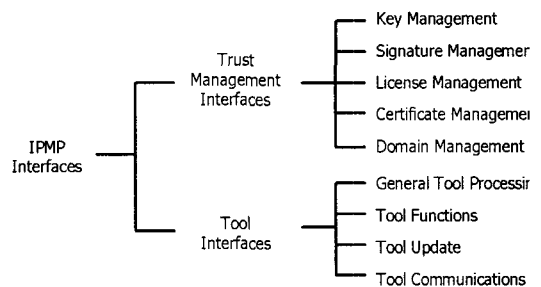 IPMP
Interfaces
Trust
Management
Interfaces
Key Management
Signature Managemer
License Management
Certificate Managemei
Domain Management
Tool
Interfaces
General Tool Processir
Tool Functions
Tool Update
Tool Communications